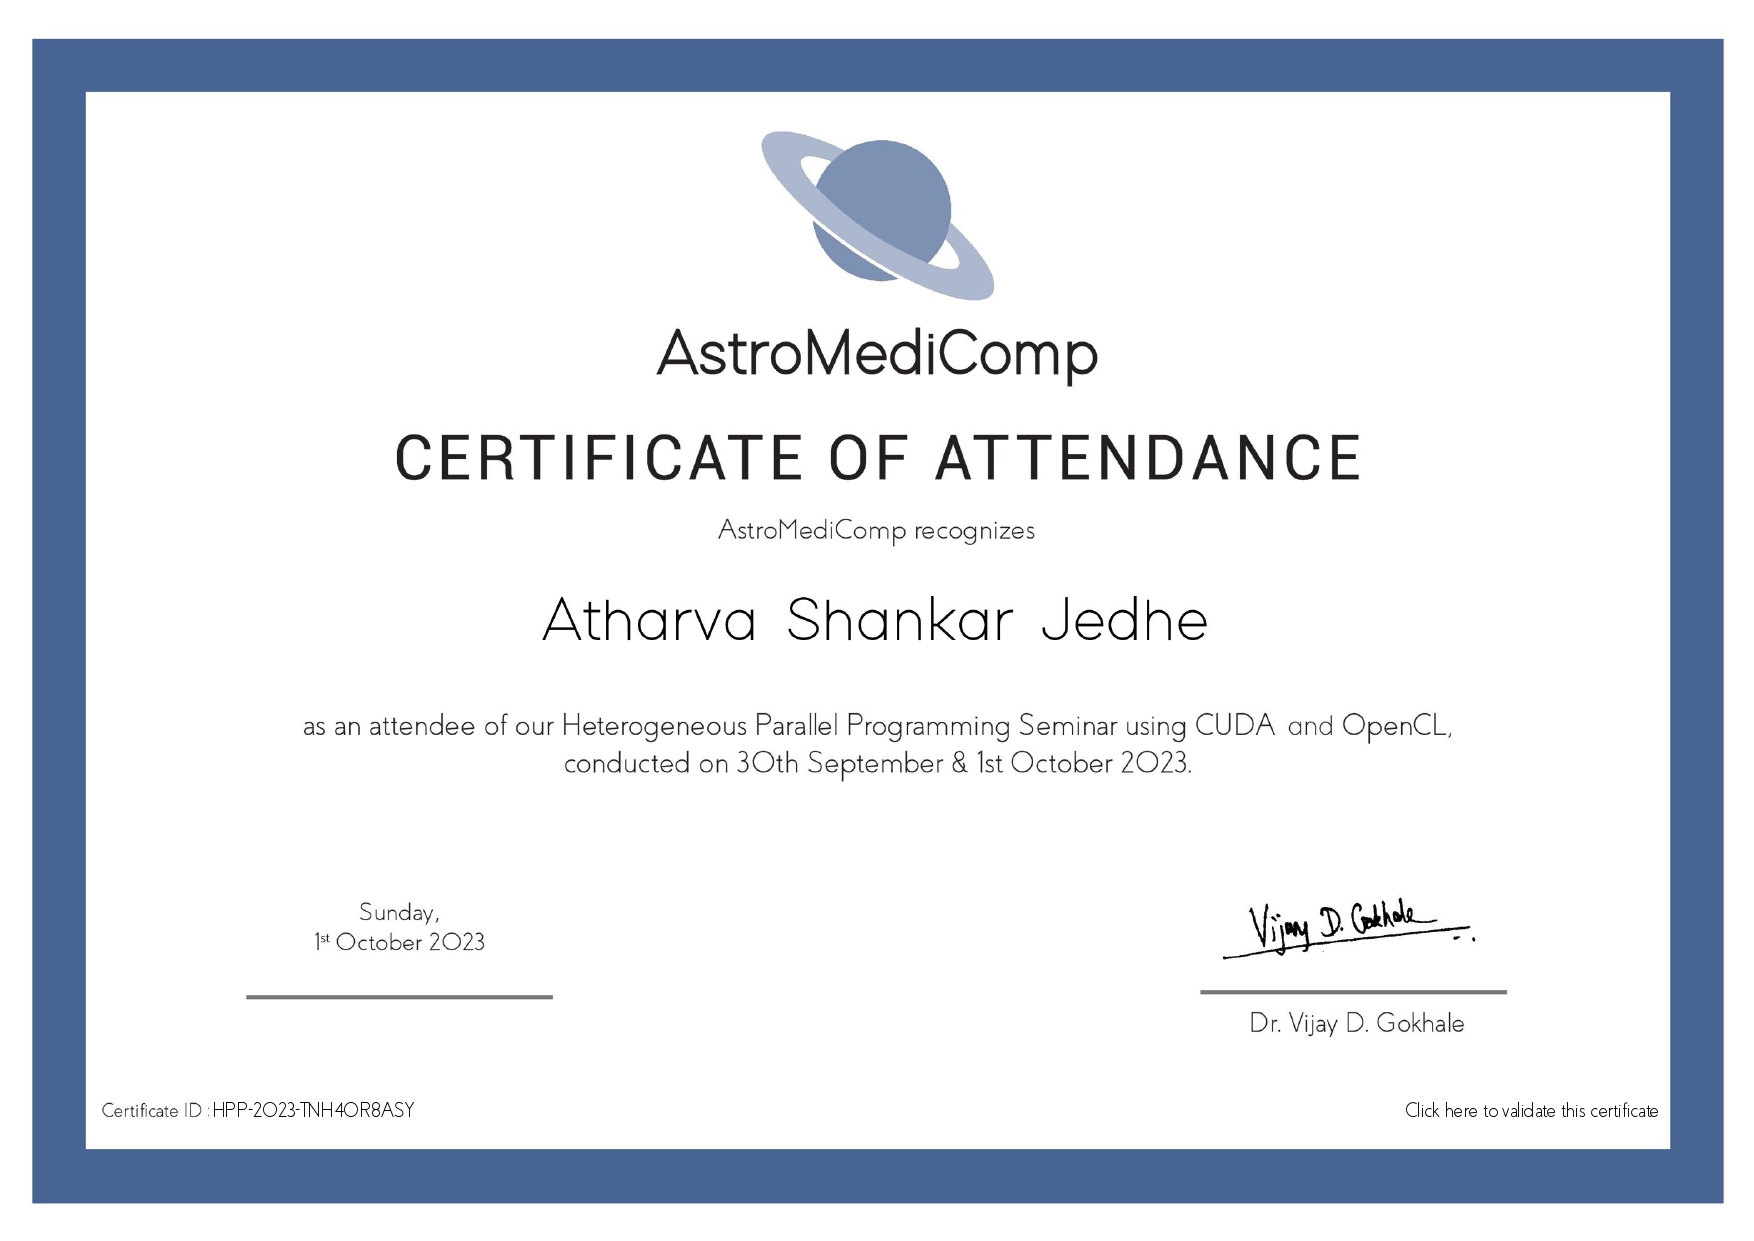 AstroMediComp
CERTIFICATE OF ATTENDANCE
AstroMediComp recognizes
Atharva Shankar Jedhe
as an attendee of our Heterogeneous Parallel Programming Seminar using CUDA and OpenCL,
conducted on 30th September & 1st October 2023.
Sunday,
1st October 2023
Vijay D. Gokhale
Dr. Vijay D. Gokhale
Certificate ID : HPP-2023-TNH4OR8ASY
Click here to validate this certificate